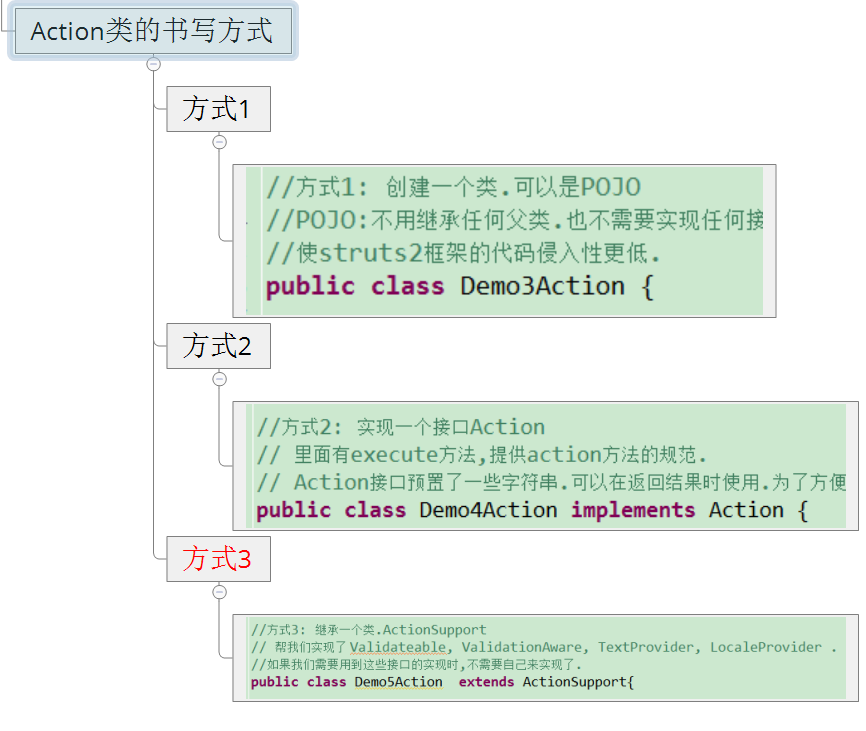 Action类的书写方式
方式1
//方式1: 创建一个类.可以是POJO
//POJO:不用继承任何父类.也不需要实现任何接
//使struts2框架的代码侵入性更低.
public class Demo3Action {
方式2
//方式2: 实现一个接口Action
// 里面有execute方法,提供action方法的规范.
// Action接口预置了一些字符串.可以在返回结果时使用.为了方便
public class Demo4Action implements Action {
方式3
//方式3: 继承一个类.ActionSupport
// 帮我们实现了 Validateable, ValidationAware, TextProvider, LocaleProvider .
//如果我们需要用到这些接口的实现时,不需要自己来实现了.
public class Demo5Action  extends ActionSupport{